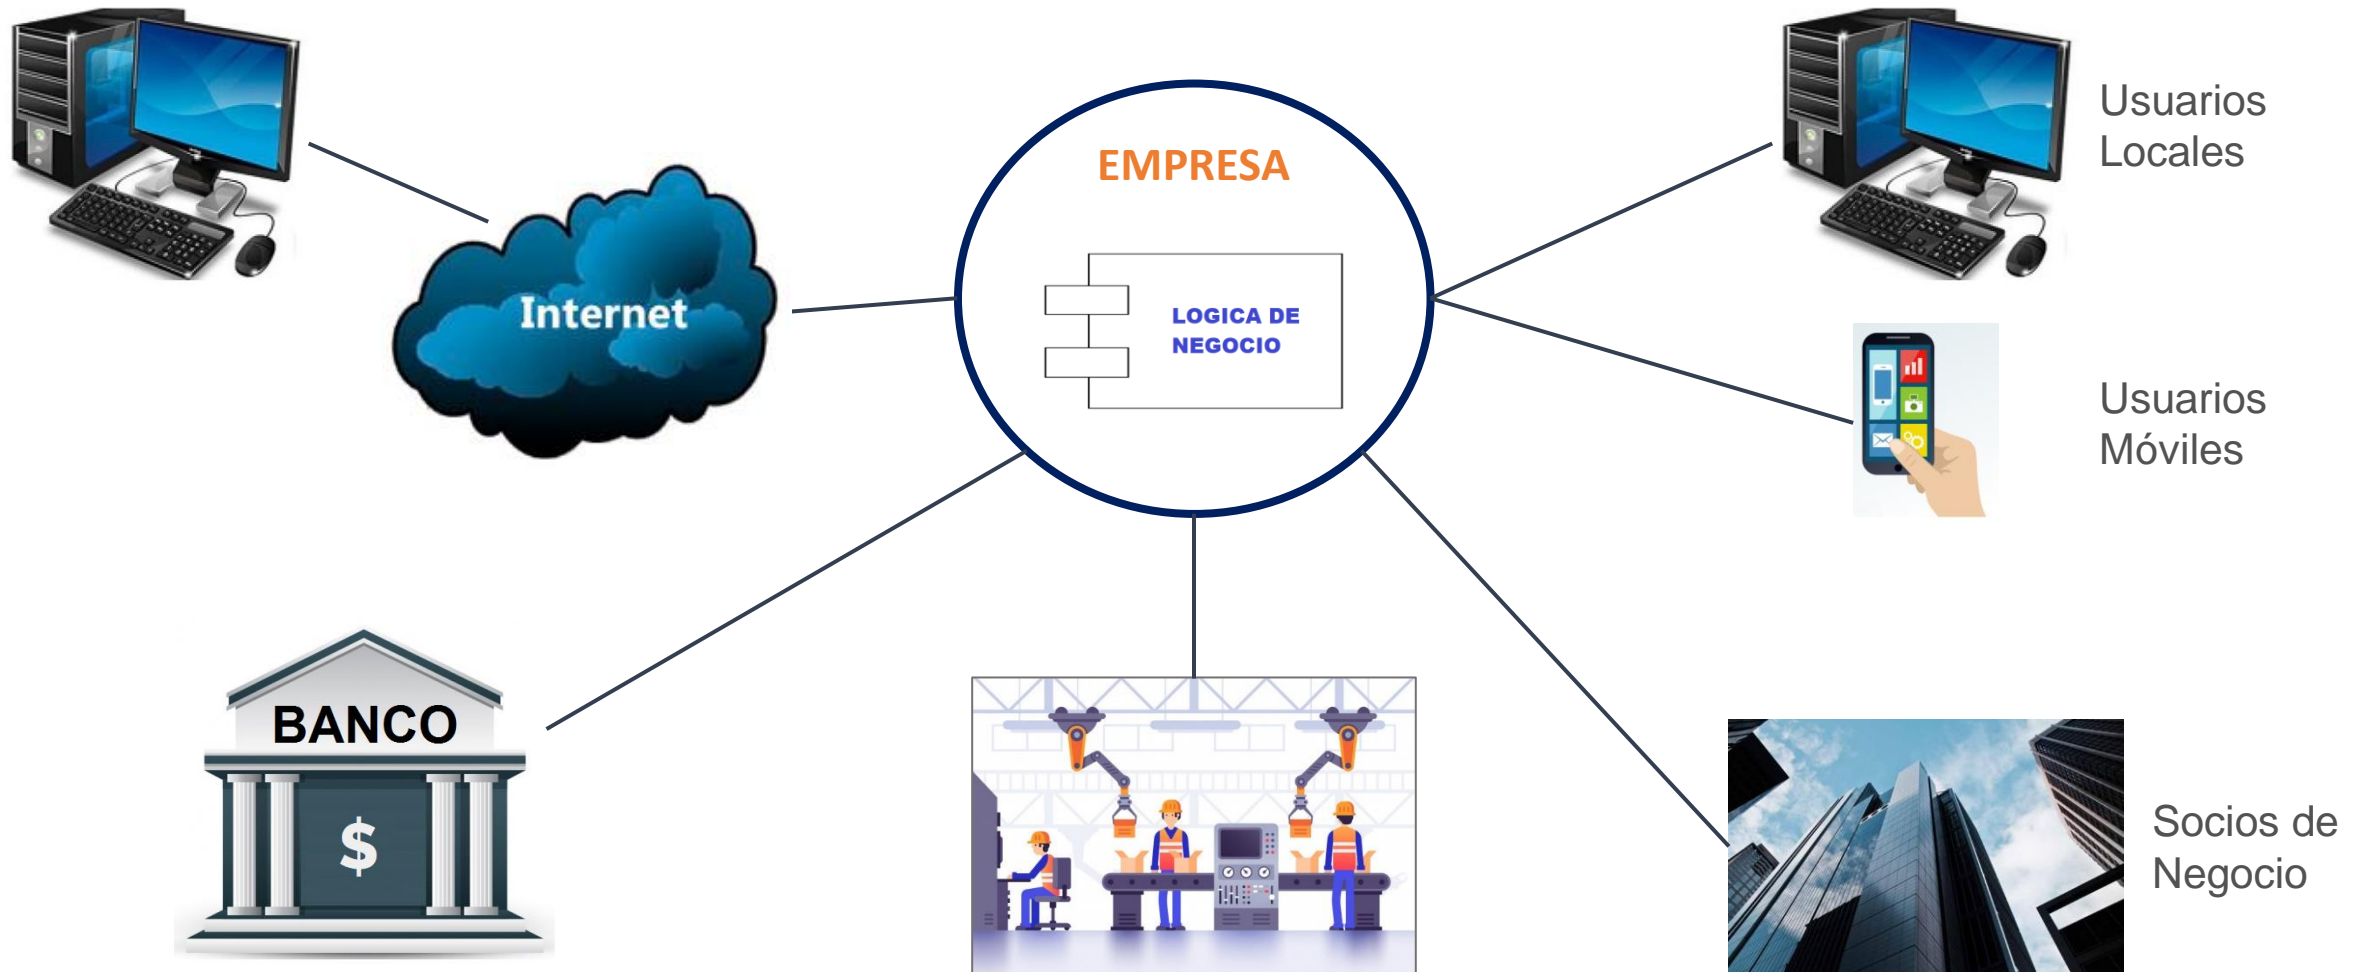 EMPRESA
LOGICA DE
NEGOCIO
Internet
Usuarios
Locales
Usuarios
Móviles
BANCO
$
Socios de
Negocio